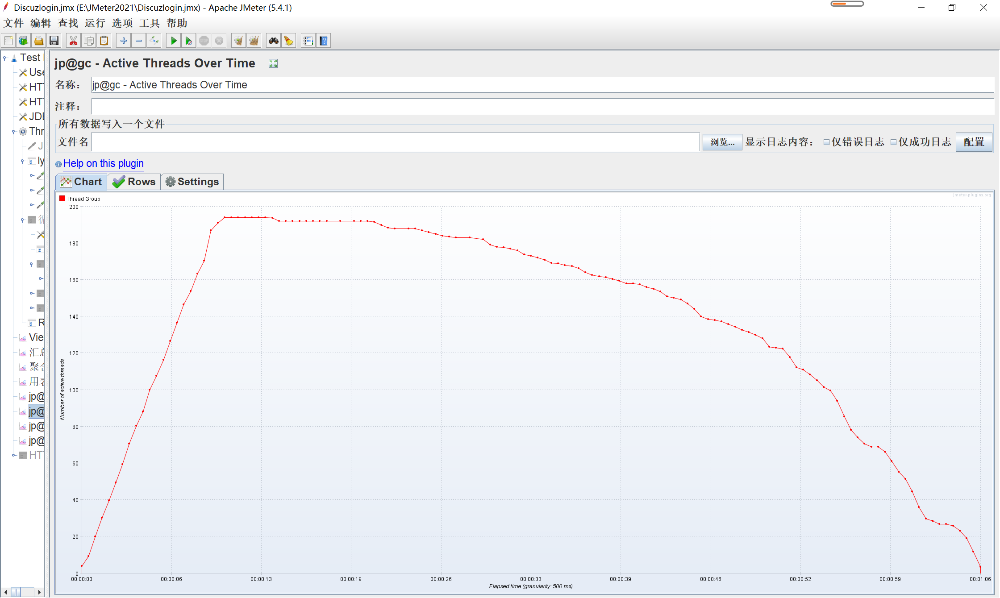 Discuzlogin.jmx (E:\JMeter2021\Discuzlogin.jmx) - Apache JMeter (5.4.1)
文件 编辑 查找 运行 选项 工具 帮助
Test
Use
HT
HT
JDB
Thr
J
ly
循
R
Vie
汇总
聚合
用表
jp@
jp@
jp@
jp@
HT
jp@gc - Active Threads Over Time
名称： jp@gc - Active Threads Over Time
注释：
所有数据写入一个文件
文件名 浏览... 显示日志内容： 仅错误日志 仅成功日志 配置
Help on this plugin
Chart Rows Settings
Thread Group
jmeter-plugins.org
200
180
160
140
120
100
80
60
40
20
0
Number of active threads
00:00:00 00:00:06 00:00:13 00:00:19 00:00:26 00:00:33 00:00:39 00:00:46 00:00:52 00:00:59 00:01:06
Elapsed time (granularity: 500 ms)